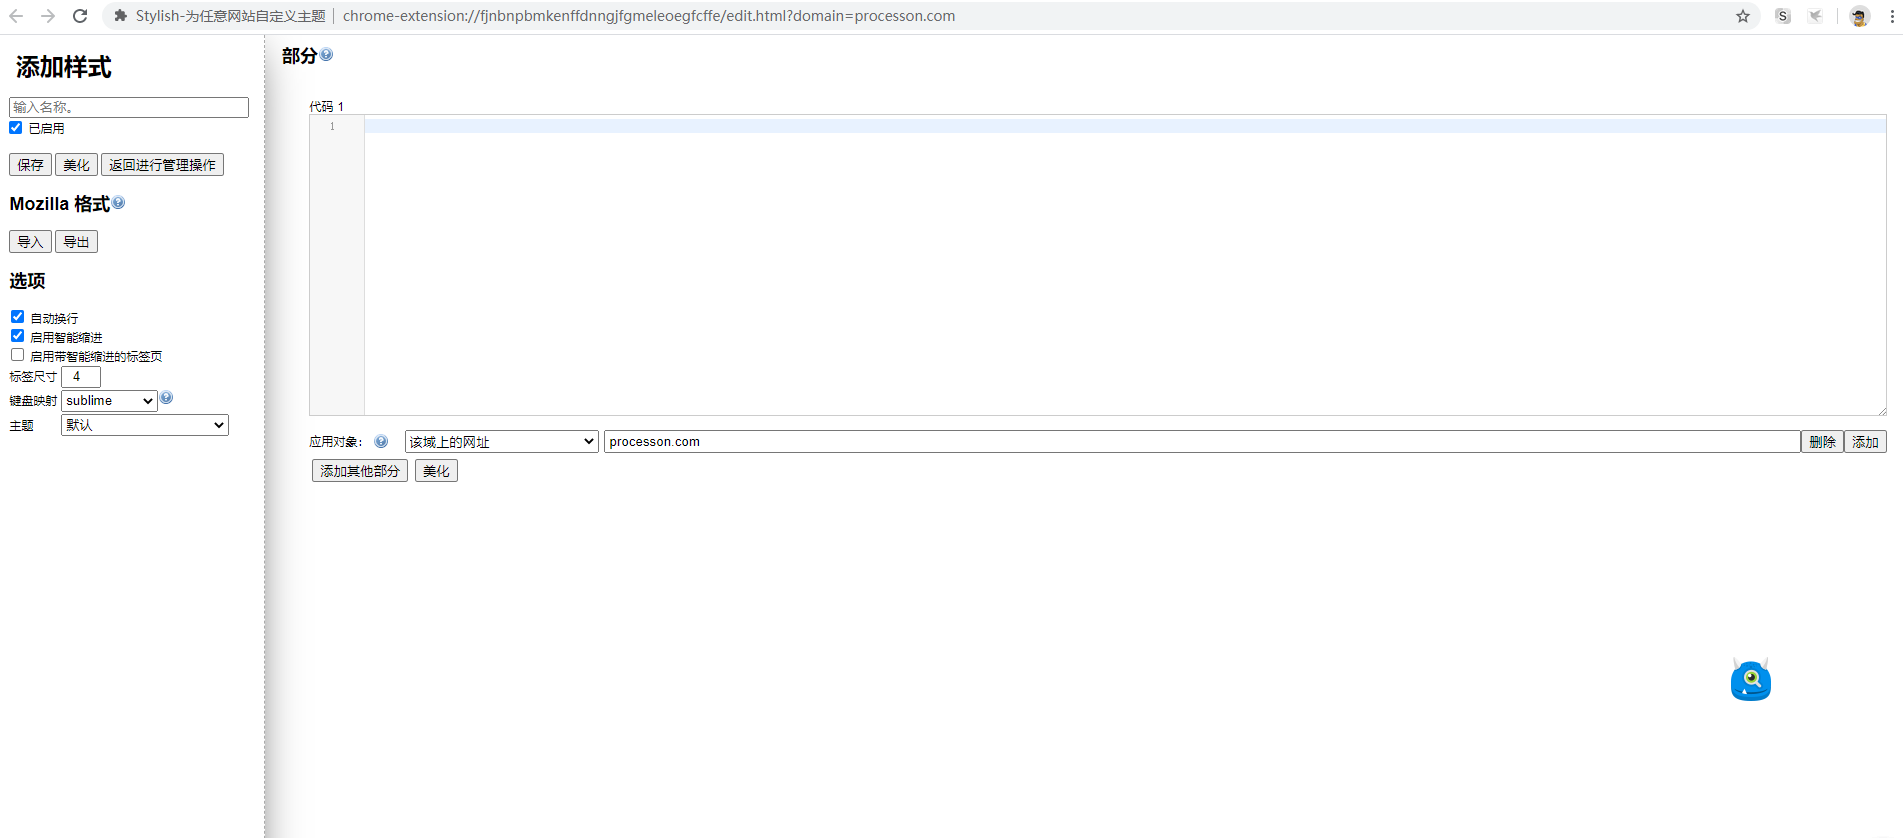 Stylish-为任意网站自定义主题 | chrome-extension://fjnbnpbmkenffdnngjfgmeleoegfcffe/edit.html?domain=processon.com
S
添加样式
输入名称。
已启用
保存 美化 返回进行管理操作
Mozilla 格式
导入 导出
选项
自动换行
启用智能缩进
启用带智能缩进的标签页
标签尺寸 4
键盘映射 sublime
主题 默认
部分
代码 1
1
应用对象： 该域上的网址 processon.com 删除 添加
添加其他部分 美化